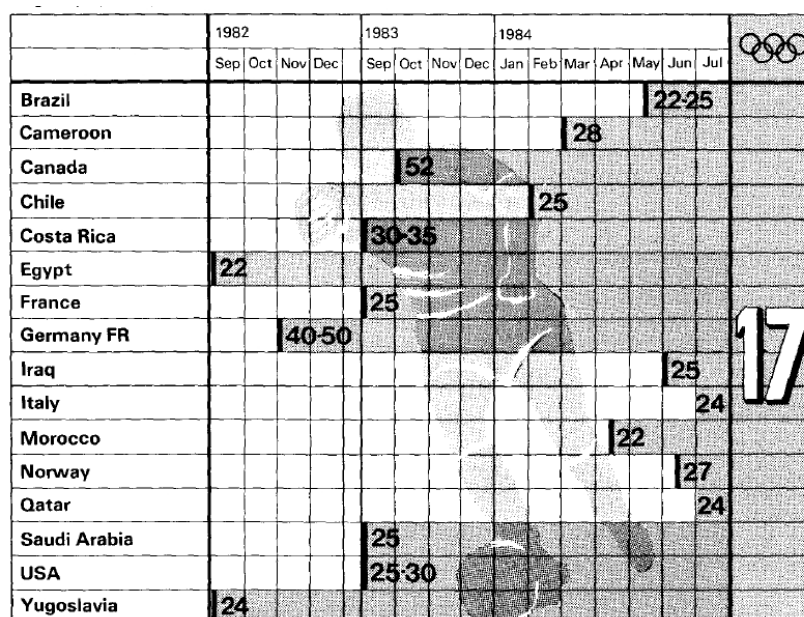 1982 1983 1984
Sep Oct Nov Dec Sep Oct Nov Dec Jan Feb Mar Apr May Jun Jul
Brazil 22-25
Cameroon 28
Canada 52
Chile 25
Costa Rica 30-35
Egypt 22
France 25
Germany FR 40-50
17
Iraq 25
Italy 24
Morocco 22
Norway 27
Qatar 24
Saudi Arabia 25
USA 25-30
Yugoslavia 24